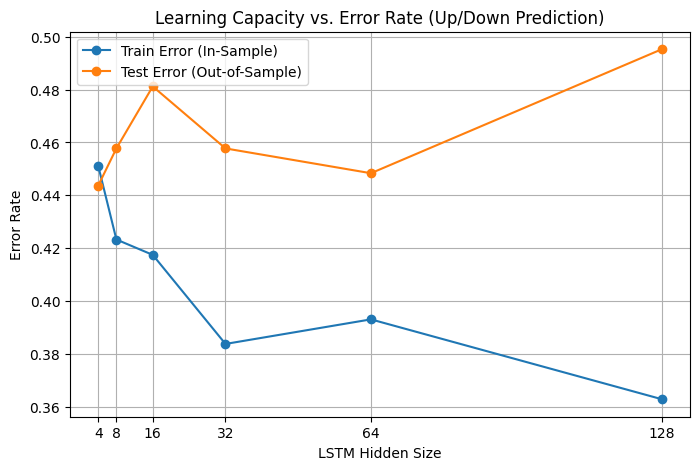 Learning Capacity vs. Error Rate (Up/Down Prediction)
Train Error (In-Sample)
Test Error (Out-of-Sample)
Error Rate
0.50
0.48
0.46
0.44
0.42
0.40
0.38
0.36
4 8 16 32 64 128
LSTM Hidden Size